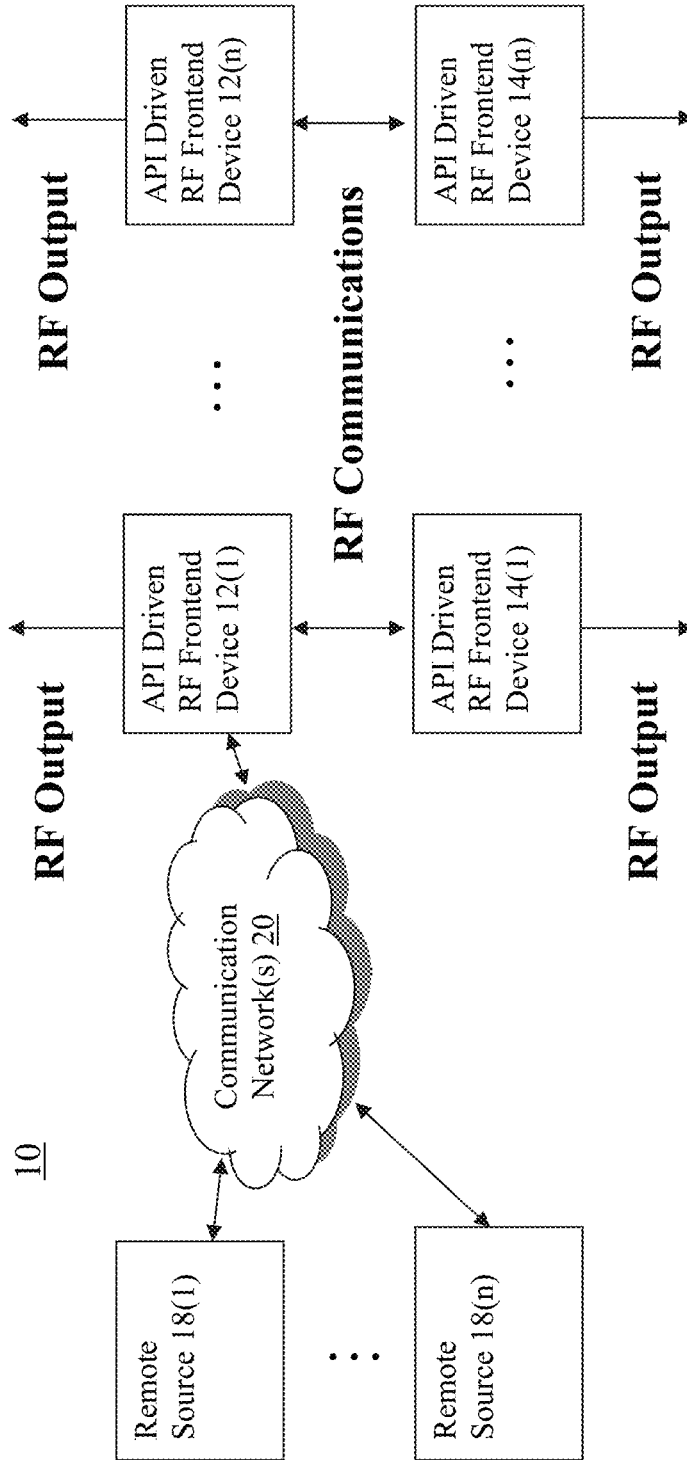 10
RF Output
RF Output
Remote
Source 18(1)
Communication
Network(s) 20
API Driven
RF Frontend
Device 12(1)
...
API Driven
RF Frontend
Device 12(n)
...
RF Communications
Remote
Source 18(n)
API Driven
RF Frontend
Device 14(1)
...
API Driven
RF Frontend
Device 14(n)
RF Output
RF Output